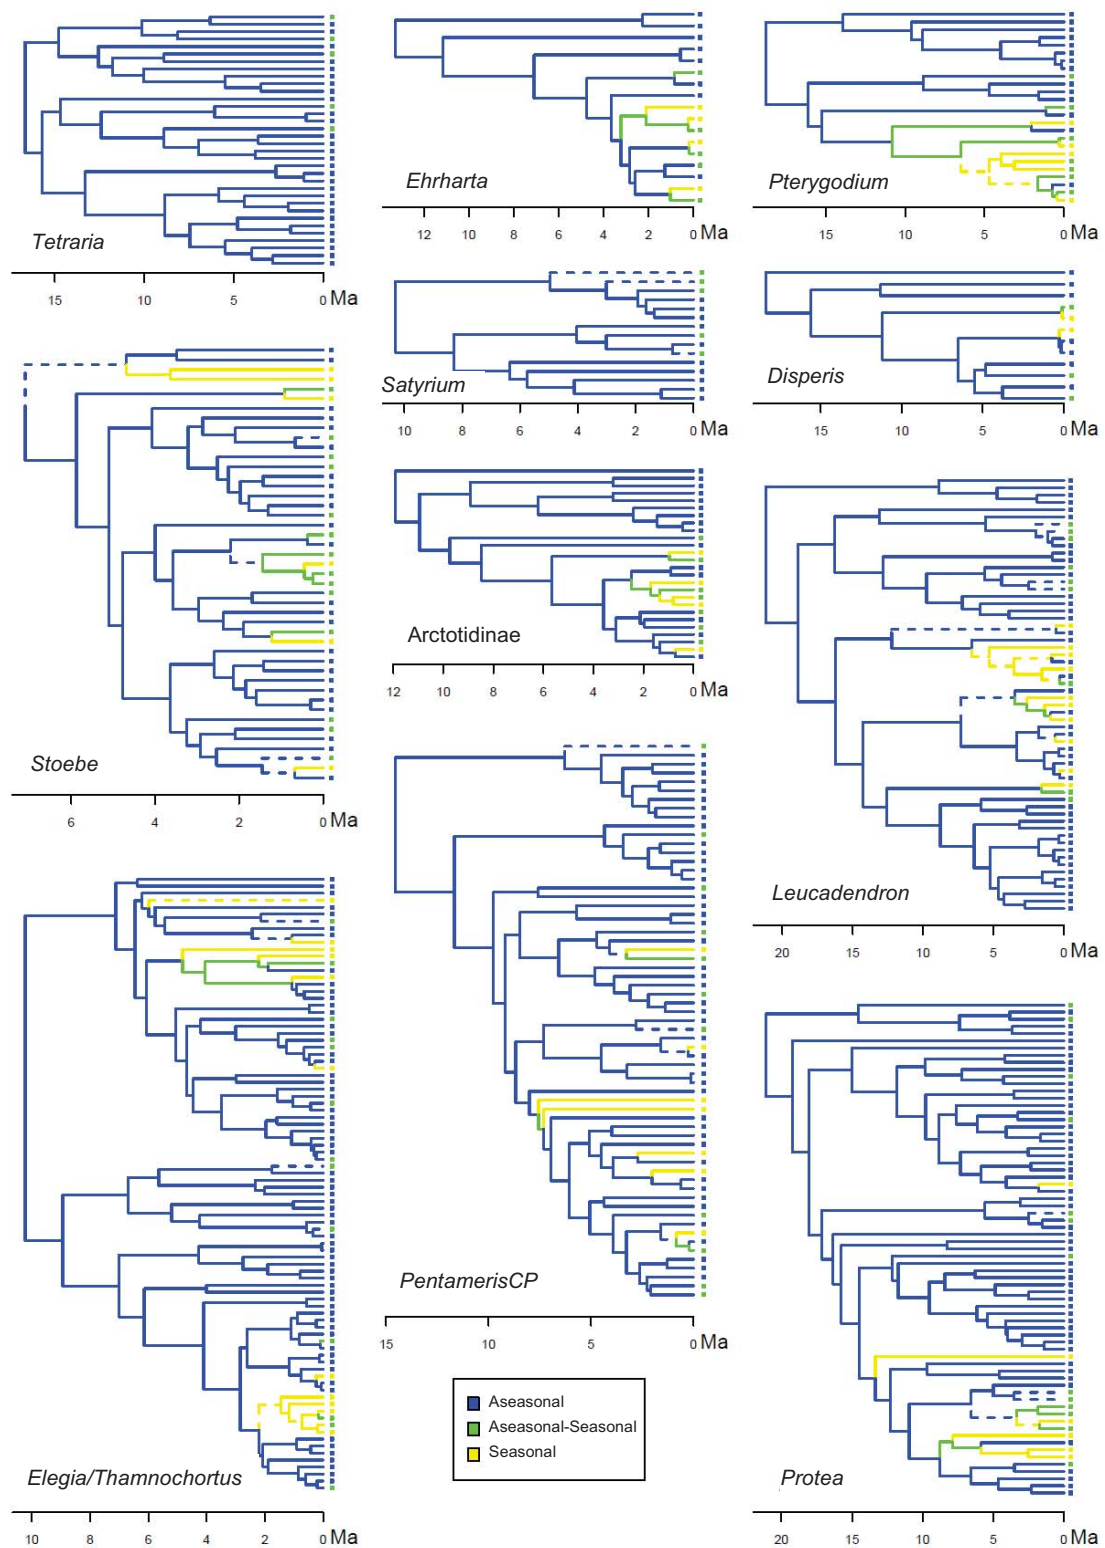 Tetraria
15 10 5 0 Ma
Ehrharta
12 10 8 6 4 2 0 Ma
Pterygodium
15 10 5 0 Ma
Satyrium
10 8 6 4 2 0 Ma
Disperis
15 10 5 0 Ma
Stoebe
6 4 2 0 Ma
Arctotidinae
12 10 8 6 4 2 0 Ma
Leucadendron
20 15 10 5 0 Ma
Elegia/Thamnochortus
10 8 6 4 2 0 Ma
PentamerisCP
15 10 5 0 Ma
Aseasonal
Aseasonal-Seasonal
Seasonal
Protea
20 15 10 5 0 Ma